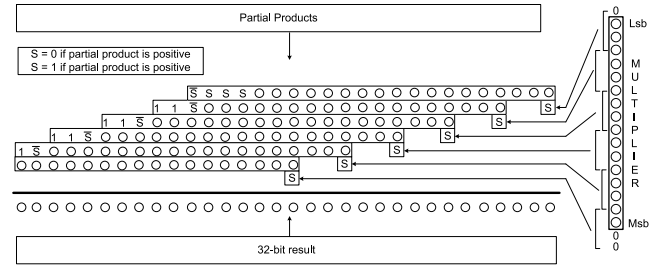 Partial Products
S = 0 if partial product is positive
S = 1 if partial product is positive
0
Lsb
S̅ S S S
1 1 S̅ S
1 1 S̅ S
1 1 S̅ S
1 S̅ S
S
S
MULTIPLIER
Msb
0
0
32-bit result